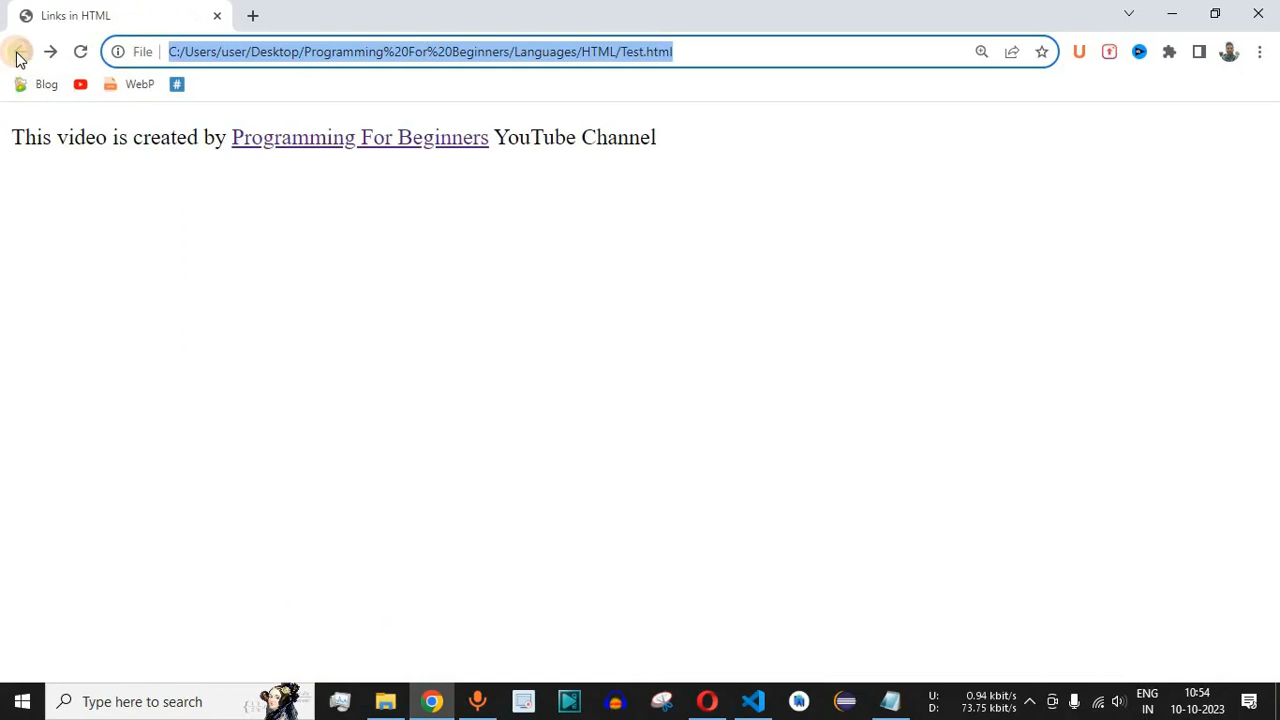 Links in HTML
File C:/Users/user/Desktop/Programming%20For%20Beginners/Languages/HTML/Test.html
Blog WebP #
This video is created by Programming For Beginners YouTube Channel
Type here to search
U: 0.94 kbit/s
D: 73.75 kbit/s
ENG
IN
10:54
10-10-2023